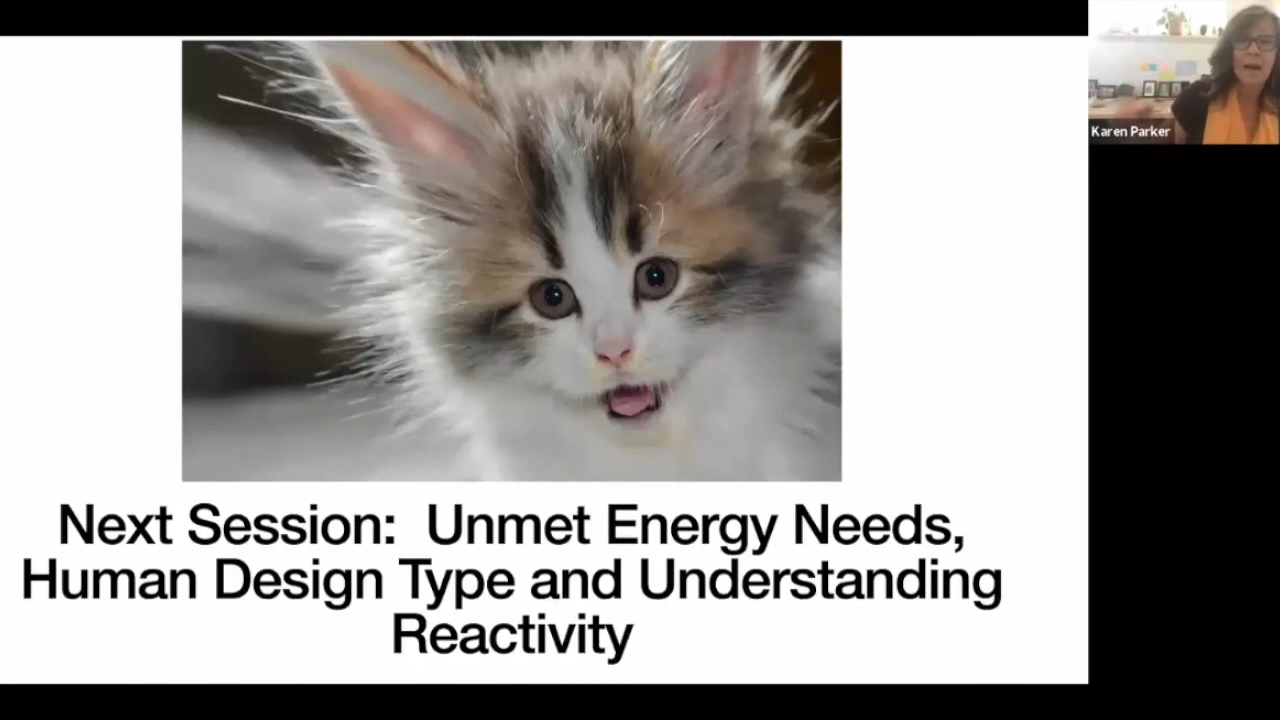 Karen Parker
Next Session:  Unmet Energy Needs,
Human Design Type and Understanding
Reactivity